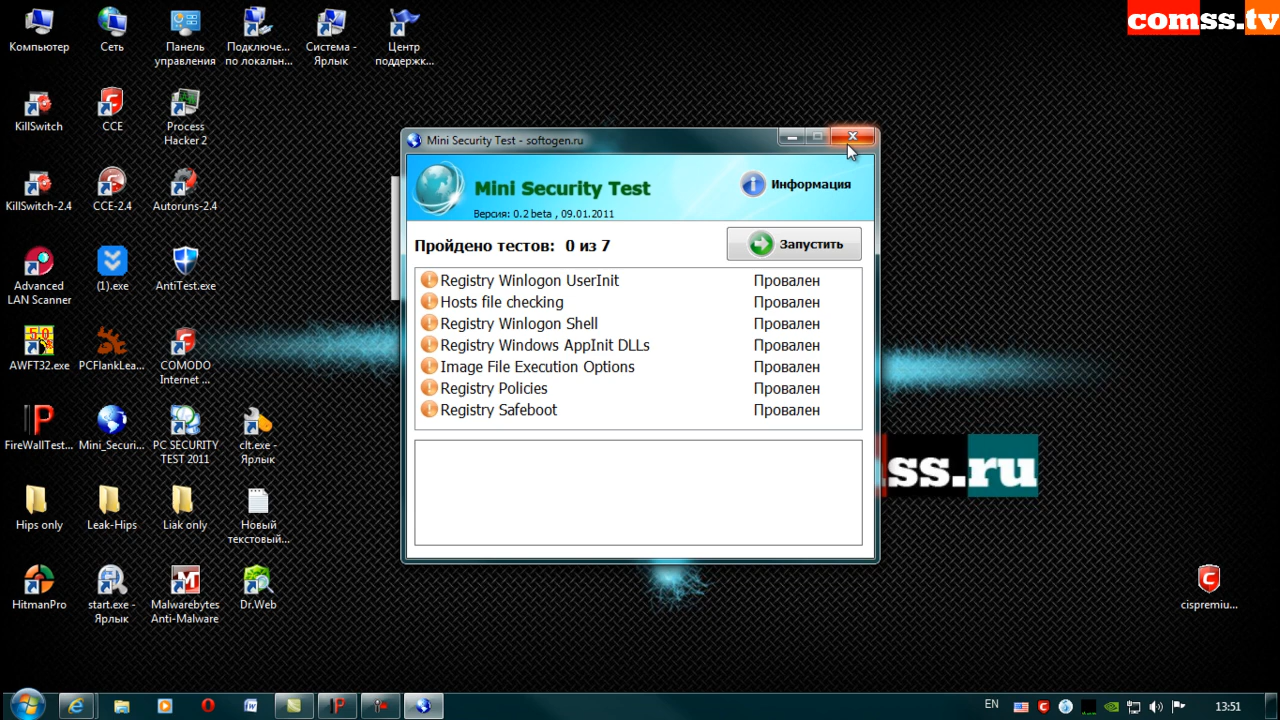 comss.tv
Компьютер
Сеть
Панель
управления
Подключе...
по локальн...
Система -
Ярлык
Центр
поддержк...
KillSwitch
CCE
Process
Hacker 2
KillSwitch-2.4
CCE-2.4
Autoruns-2.4
Advanced
LAN Scanner
(1).exe
AntiTest.exe
AWFT32.exe
PCFlankLea...
COMODO
Internet ...
FireWallTest...
Mini_Securi...
PC SECURITY
TEST 2011
clt.exe -
Ярлык
Hips only
Leak-Hips
Liak only
Новый
текстовый...
HitmanPro
start.exe -
Ярлык
Malwarebytes
Anti-Malware
Dr.Web
Mini Security Test - softogen.ru
Mini Security Test
Версия: 0.2 beta , 09.01.2011
Информация
Пройдено тестов: 0 из 7
Запустить
Registry Winlogon UserInit Провален
Hosts file checking Провален
Registry Winlogon Shell Провален
Registry Windows AppInit DLLs Провален
Image File Execution Options Провален
Registry Policies Провален
Registry Safeboot Провален
ss.ru
cispremiu...
EN
13:51